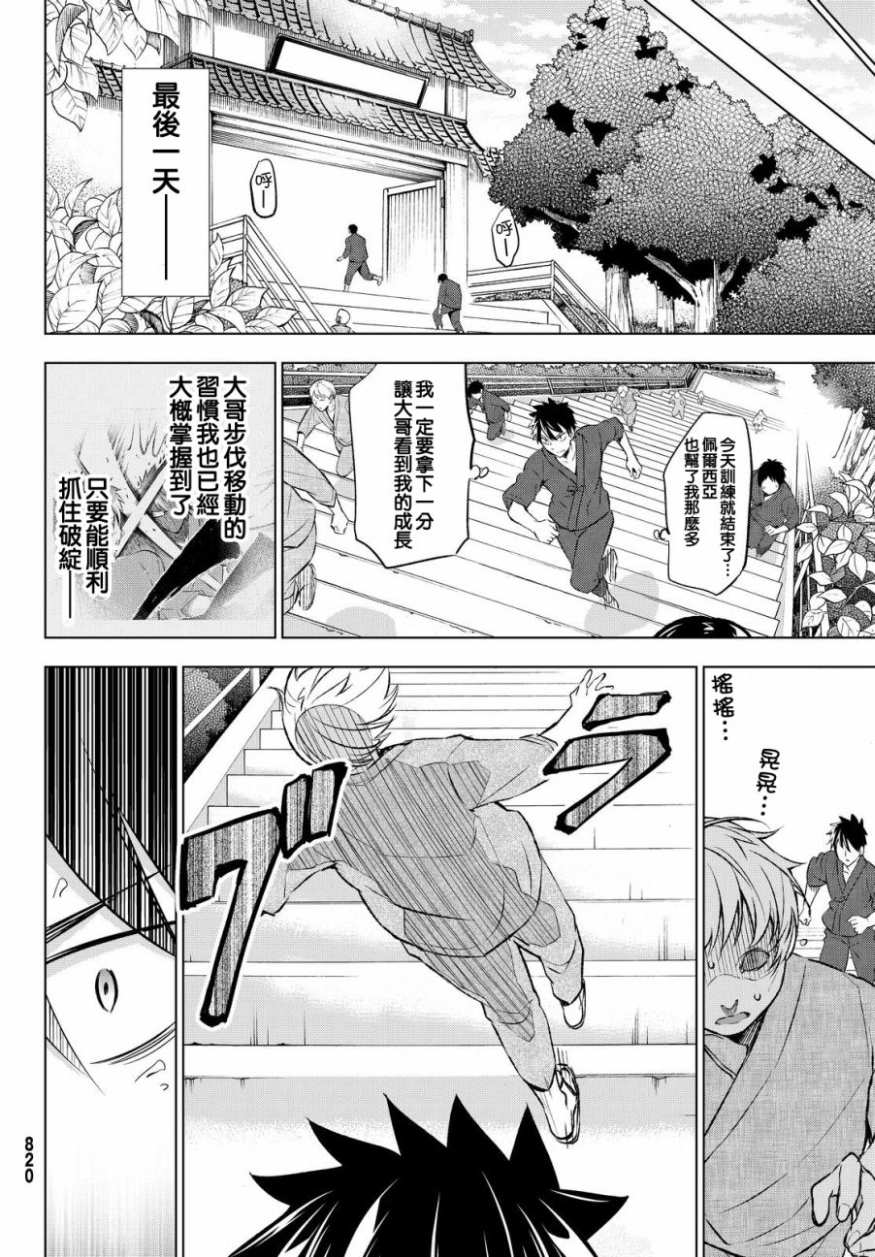 呼—
最後一天——
呼—
今天訓練就結束了…
佩爾西亞
也幫了我那麼多
我一定要拿下一分
讓大哥看到我的成長
大哥步伐移動的
習慣我也已經
大概掌握到了
只要能順利
抓住破綻——
搖搖…
晃晃…
グラ
820